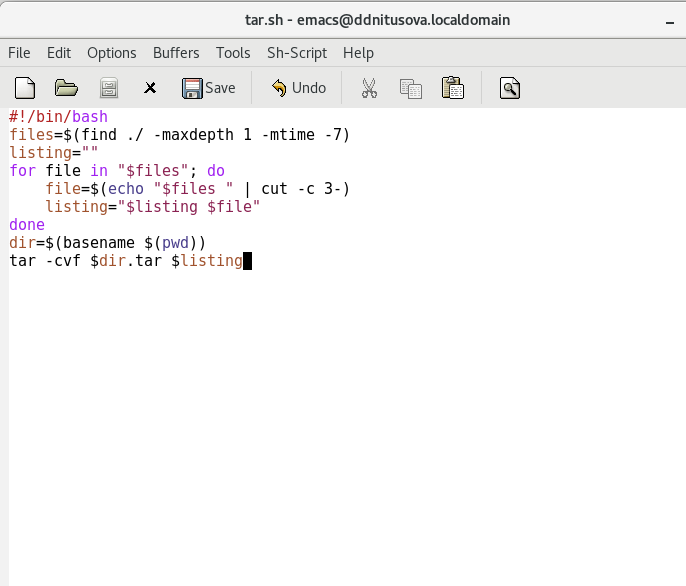 tar.sh - emacs@ddnitusova.localdomain
File Edit Options Buffers Tools Sh-Script Help
Save Undo
#!/bin/bash
files=$(find ./ -maxdepth 1 -mtime -7)
listing=""
for file in "$files"; do
    file=$(echo "$files " | cut -c 3-)
    listing="$listing $file"
done
dir=$(basename $(pwd))
tar -cvf $dir.tar $listing